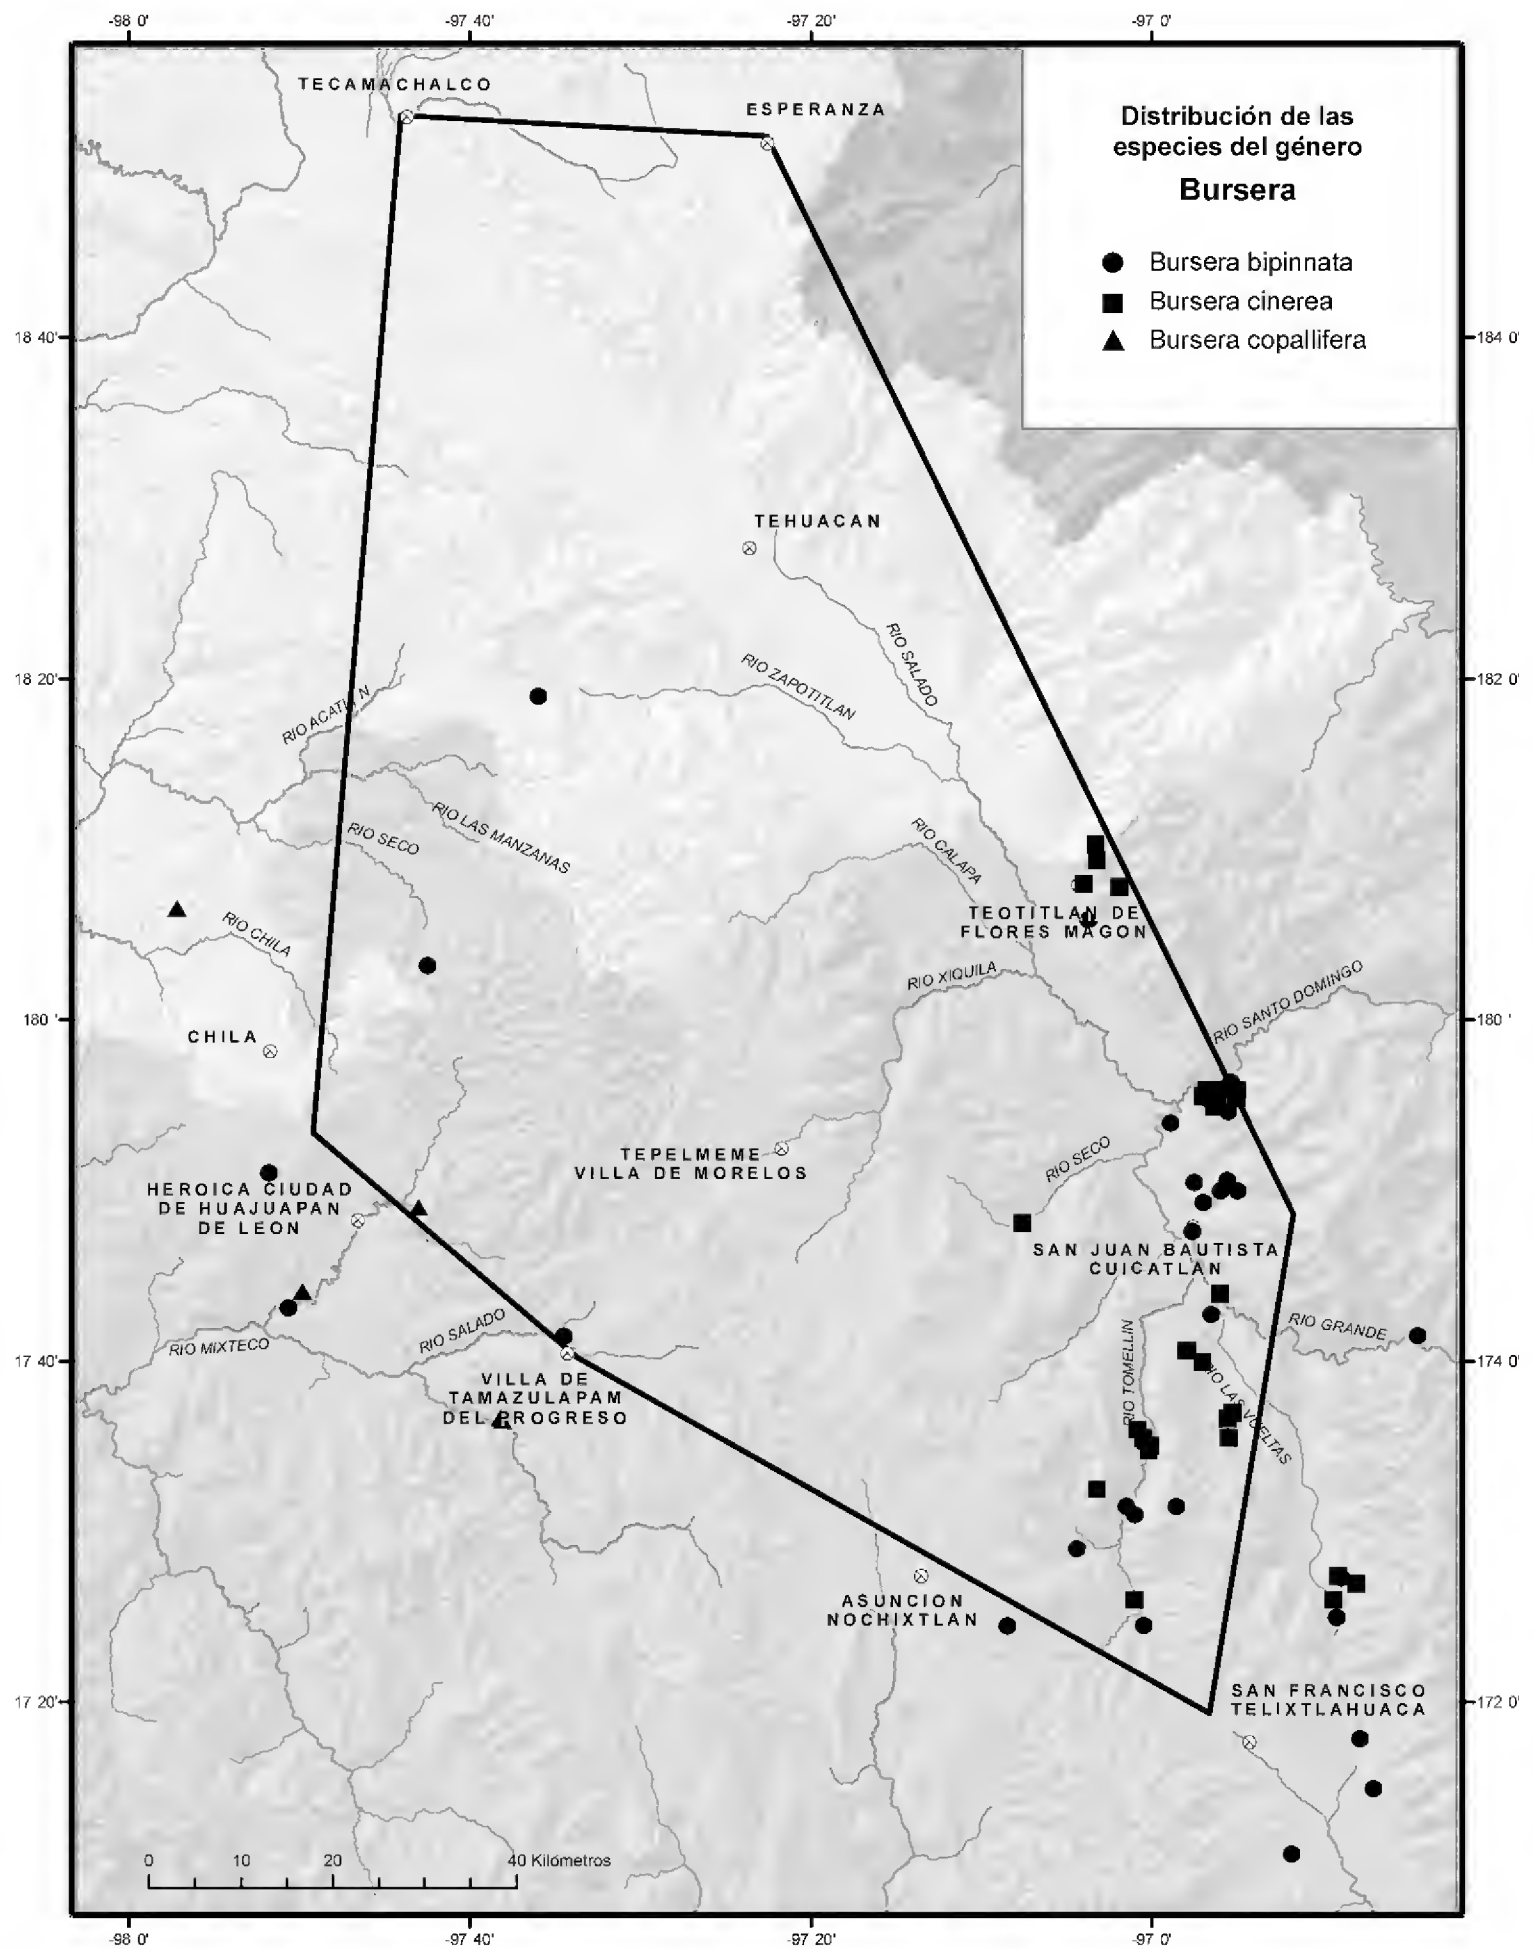 -98 0'
-97 40'
-97 20'
-97 0'
TECAMACHALCO
ESPERANZA
Distribución de las
especies del género
Bursera
Bursera bipinnata
Bursera cinerea
Bursera copallifera
18 40'
184 0'
TEHUACAN
RIO SALADO
18 20'
182 0'
RIO ZAPOTITLAN
RIO LAS MANZANAS
RIO SECO
RIO CALAPA
TEOTITLAN DE
FLORES MAGON
RIO CHILA
RIO XIQUILA
RIO SANTO DOMINGO
180 '
180 '
CHILA
TEPELMEME
VILLA DE MORELOS
RIO SECO
HEROICA CIUDAD
DE HUAJUAPAN
DE LEON
SAN JUAN BAUTISTA
CUICATLAN
RIO GRANDE
RIO MIXTECO
RIO SALADO
17 40'
174 0'
RIO TOMELLIN
RIO LAS VUELTAS
VILLA DE
TAMAZULAPAM
DEL PROGRESO
ASUNCION
NOCHIXTLAN
SAN FRANCISCO
TELIXTLAHUACA
17 20'
172 0'
0
10
20
40 Kilómetros
-98 0'
-97 40'
-97 20'
-97 0'